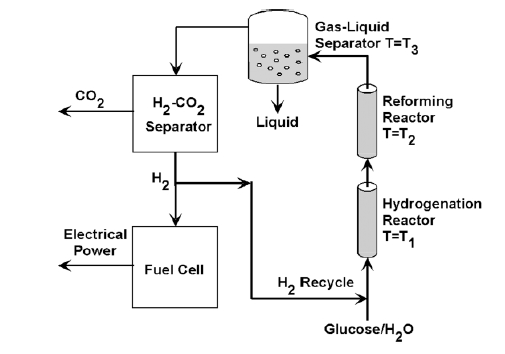 Gas-Liquid
Separator T=T3
CO2
H2-CO2
Separator
Liquid
Reforming
Reactor
T=T2
H2
Hydrogenation
Reactor
T=T1
Electrical
Power
Fuel Cell
H2 Recycle
Glucose/H2O